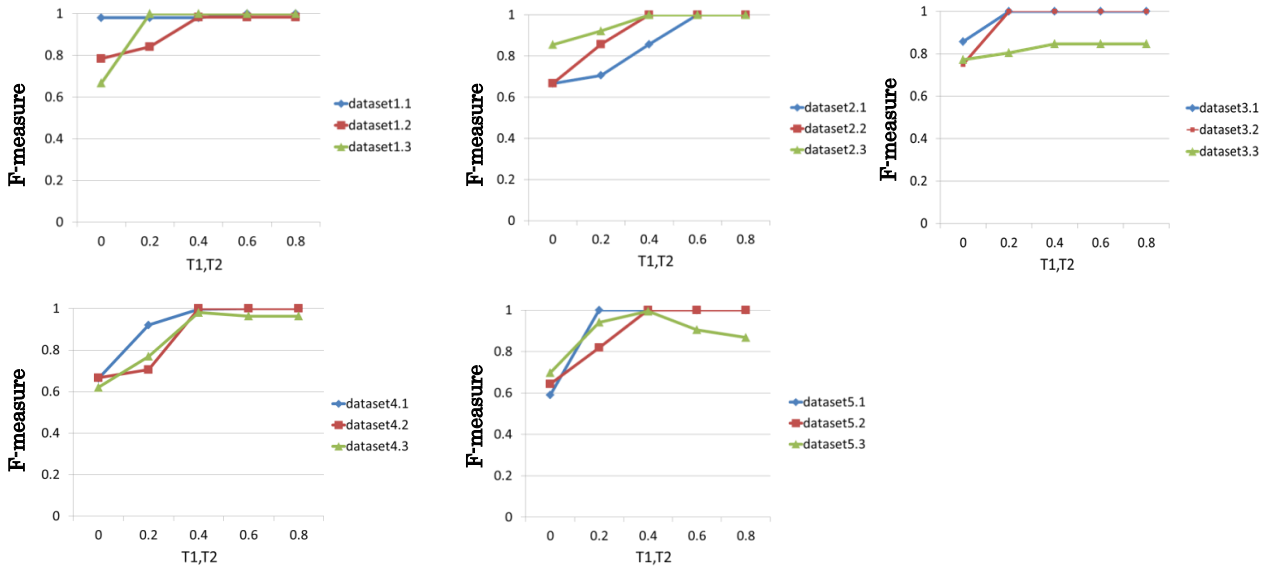 F-measure
1
0.8
0.6
0.4
0.2
0
0 0.2 0.4 0.6 0.8
T1,T2
dataset1.1
dataset1.2
dataset1.3
F-measure
1
0.8
0.6
0.4
0.2
0
0 0.2 0.4 0.6 0.8
T1,T2
dataset2.1
dataset2.2
dataset2.3
F-measure
1
0.8
0.6
0.4
0.2
0
0 0.2 0.4 0.6 0.8
T1,T2
dataset3.1
dataset3.2
dataset3.3
F-measure
1
0.8
0.6
0.4
0.2
0
0 0.2 0.4 0.6 0.8
T1,T2
dataset4.1
dataset4.2
dataset4.3
F-measure
1
0.8
0.6
0.4
0.2
0
0 0.2 0.4 0.6 0.8
T1,T2
dataset5.1
dataset5.2
dataset5.3